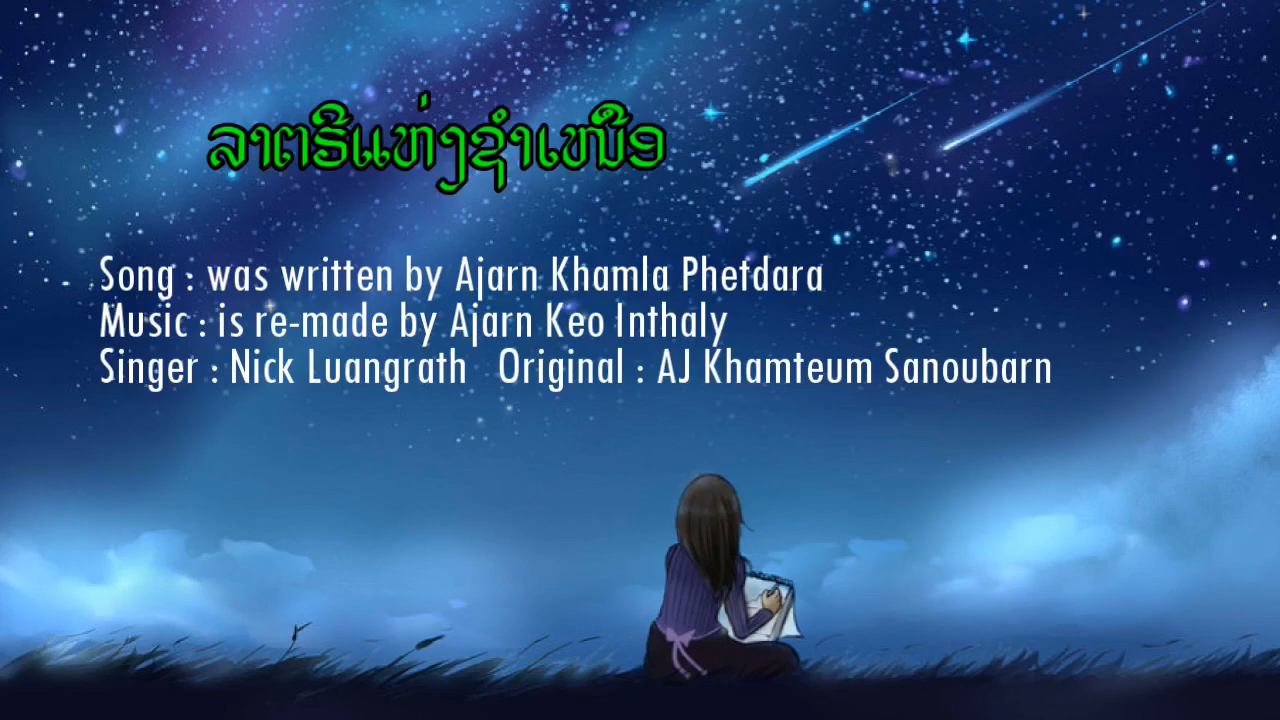 ລາຕຣີແຫ່ງຊຳເໜືອ
Song : was written by Ajarn Khamla Phetdara
Music : is re-made by Ajarn Keo Inthaly
Singer : Nick Luangrath Original : AJ Khamteum Sanoubarn